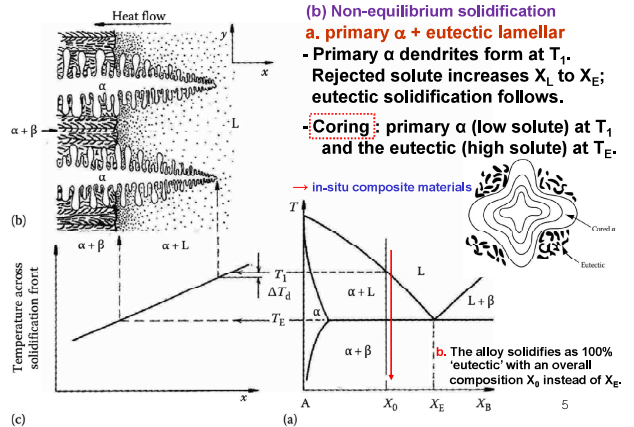 Heat flow
y
x
α
L
α + β
α
(b)
(b) Non-equilibrium solidification
a. primary α + eutectic lamellar
- Primary α dendrites form at T1.
Rejected solute increases XL to XE;
eutectic solidification follows.
- Coring : primary α (low solute) at T1
and the eutectic (high solute) at TE.
→ in-situ composite materials
Cored α
Eutectic
Temperature across
solidification front
α + β
α + L
T1
ΔTd
TE
x
(c)
T
L
α + L
L + β
α
α + β
A
X0
XE
XB
(a)
b. The alloy solidifies as 100%
'eutectic' with an overall
composition X0 instead of XE.
5